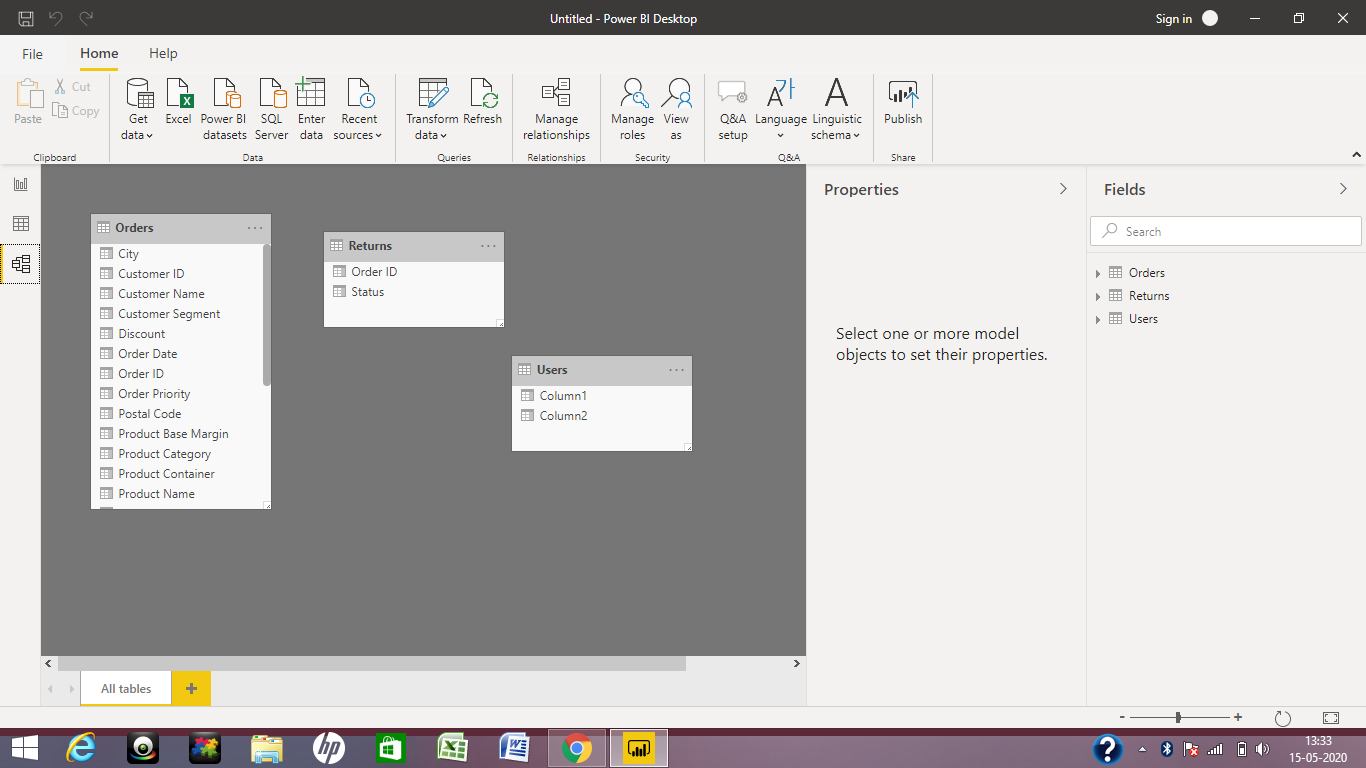 Untitled - Power BI Desktop
Sign in
File
Home
Help
Paste
Cut
Copy
Get data
Excel
Power BI datasets
SQL Server
Enter data
Recent sources
Transform data
Refresh
Manage relationships
Manage roles
View as
Q&A setup
Language
Linguistic schema
Publish
Clipboard
Data
Queries
Relationships
Security
Q&A
Share
Orders
City
Customer ID
Customer Name
Customer Segment
Discount
Order Date
Order ID
Order Priority
Postal Code
Product Base Margin
Product Category
Product Container
Product Name
Returns
Order ID
Status
Users
Column1
Column2
Properties
Select one or more model
objects to set their properties.
Fields
Search
Orders
Returns
Users
All tables
13:33
15-05-2020